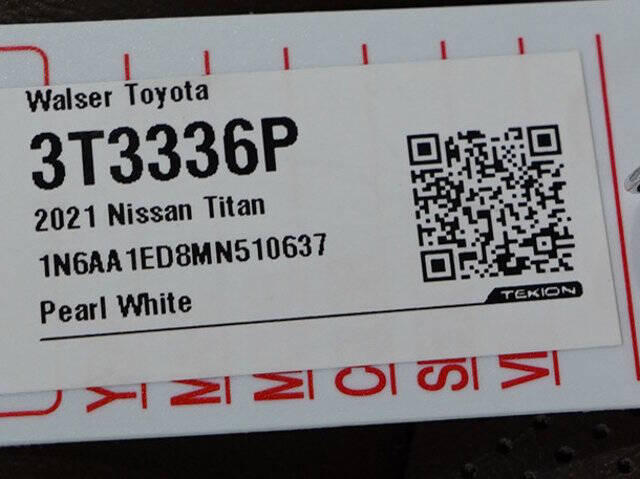 Walser Toyota
3T3336P
2021 Nissan Titan
1N6AA1ED8MN510637
Pearl White
TEKION